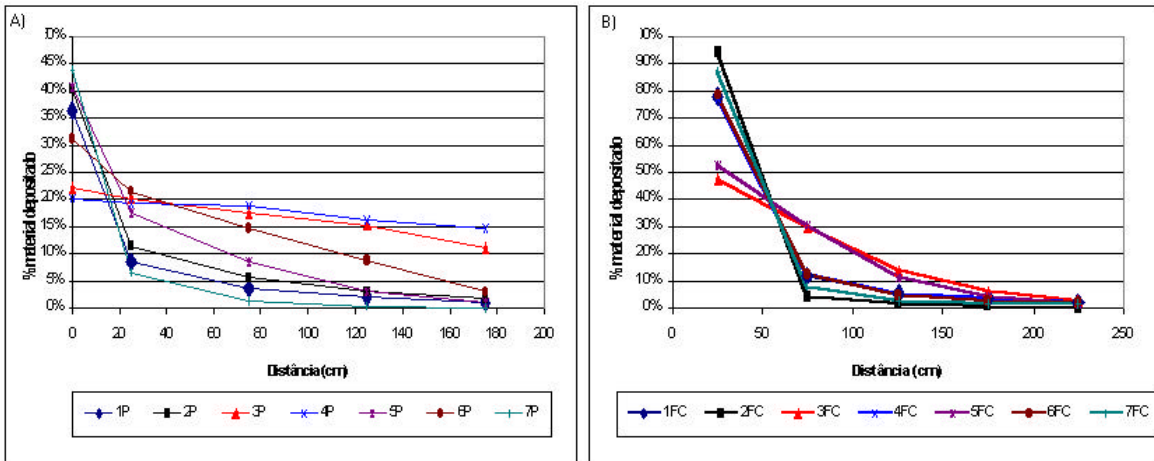 A)
% material depositado
0%
45%
40%
35%
30%
25%
20%
15%
10%
5%
0%
0 20 40 60 80 100 120 140 160 180 200
Distância (cm)
1P 2P 3P 4P 5P 6P 7P
B)
% material depositado
0%
90%
80%
70%
60%
50%
40%
30%
20%
10%
0%
0 50 100 150 200 250
Distância (cm)
1FC 2FC 3FC 4FC 5FC 6FC 7FC